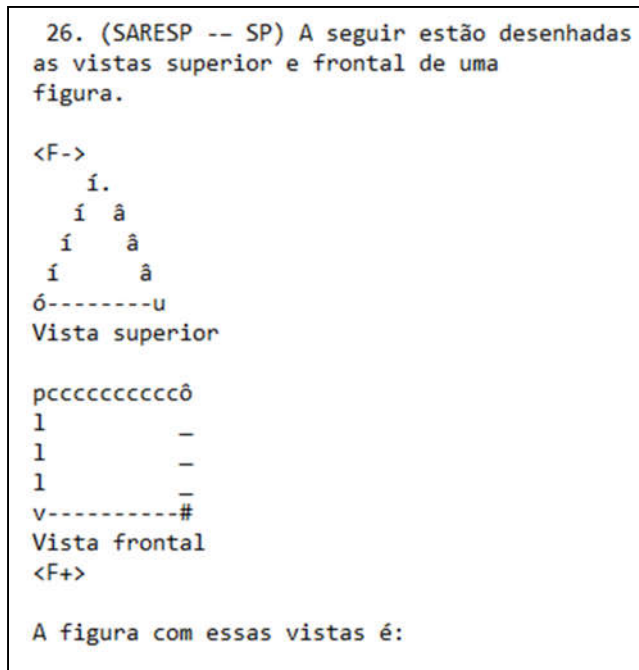 26. (SARESP -- SP) A seguir estão desenhadas
as vistas superior e frontal de uma
figura.
<F->
í.
í â
í â
í â
ó--------u
Vista superior
pccccccccccô
l _
l _
l _
v----------#
Vista frontal
<F+>
A figura com essas vistas é: